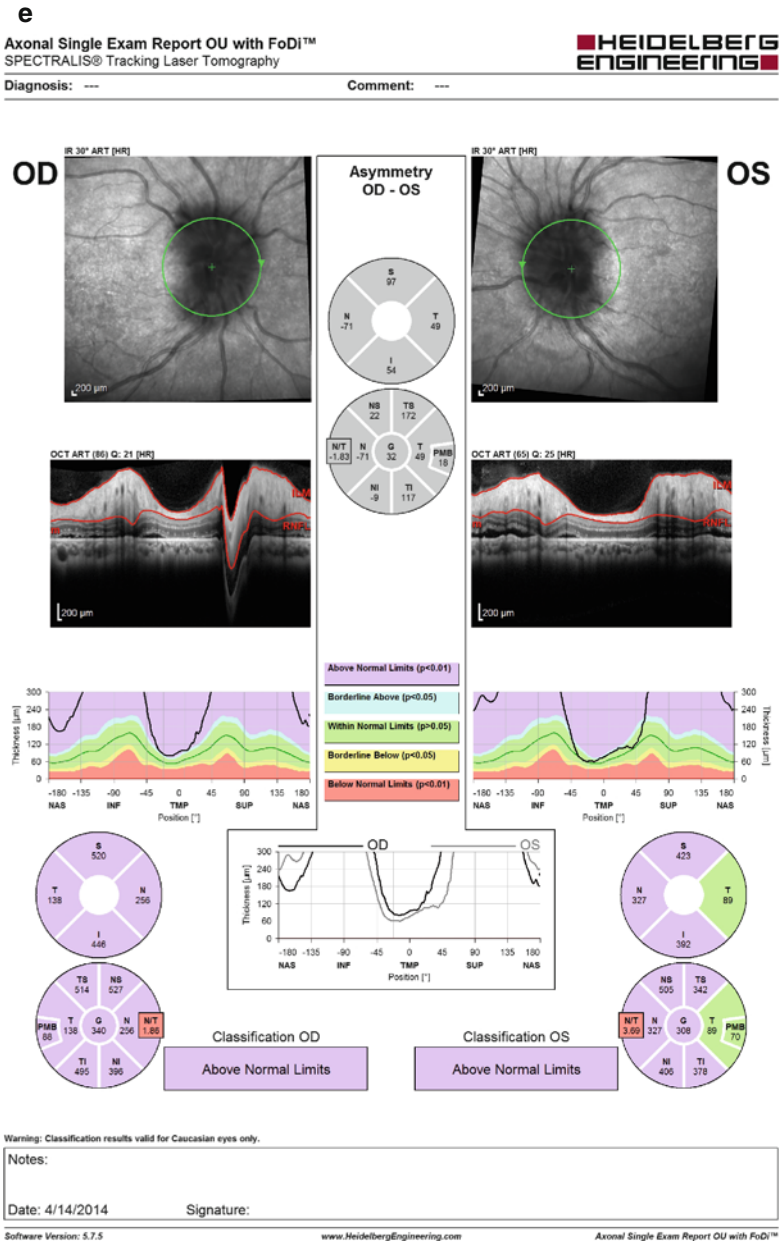 e
Axonal Single Exam Report OU with FoDi™
SPECTRALIS® Tracking Laser Tomography
HEIDELBERG
ENGINEERING
Diagnosis: ---
Comment: ---
OD
IR 30° ART [HR]
200 µm
Asymmetry
OD - OS
IR 30° ART [HR]
OS
200 µm
S
97
N
-71
T
49
I
54
NS
22
TS
172
N/T
-1.83
N
-71
G
32
T
49
PMB
18
NI
-9
TI
117
OCT ART (86) Q: 21 [HR]
ILM
RNFL
200 µm
OCT ART (65) Q: 25 [HR]
ILM
RNFL
200 µm
Above Normal Limits (p<0.01)
Borderline Above (p<0.05)
Within Normal Limits (p>0.05)
Borderline Below (p<0.05)
Below Normal Limits (p<0.01)
Thickness [µm]
300
240
180
120
60
0
-180 -135 -90 -45 0 45 90 135 180
NAS INF TMP SUP NAS
Position [°]
300
240
180
120
60
0
Thickness [µm]
-180 -135 -90 -45 0 45 90 135 180
NAS INF TMP SUP NAS
Position [°]
OD
OS
Thickness [µm]
300
240
180
120
60
0
-180 -135 -90 -45 0 45 90 135 180
NAS INF TMP SUP NAS
Position [°]
S
520
T
138
N
256
I
446
TS
514
NS
527
PMB
88
T
138
G
340
N
256
N/T
1.86
TI
495
NI
396
Classification OD
Above Normal Limits
S
423
N
327
T
89
I
392
NS
505
TS
342
N/T
3.69
N
327
G
308
T
89
PMB
70
NI
406
TI
378
Classification OS
Above Normal Limits
Warning: Classification results valid for Caucasian eyes only.
Notes:
Date: 4/14/2014
Signature:
Software Version: 5.7.5
www.HeidelbergEngineering.com
Axonal Single Exam Report OU with FoDi™